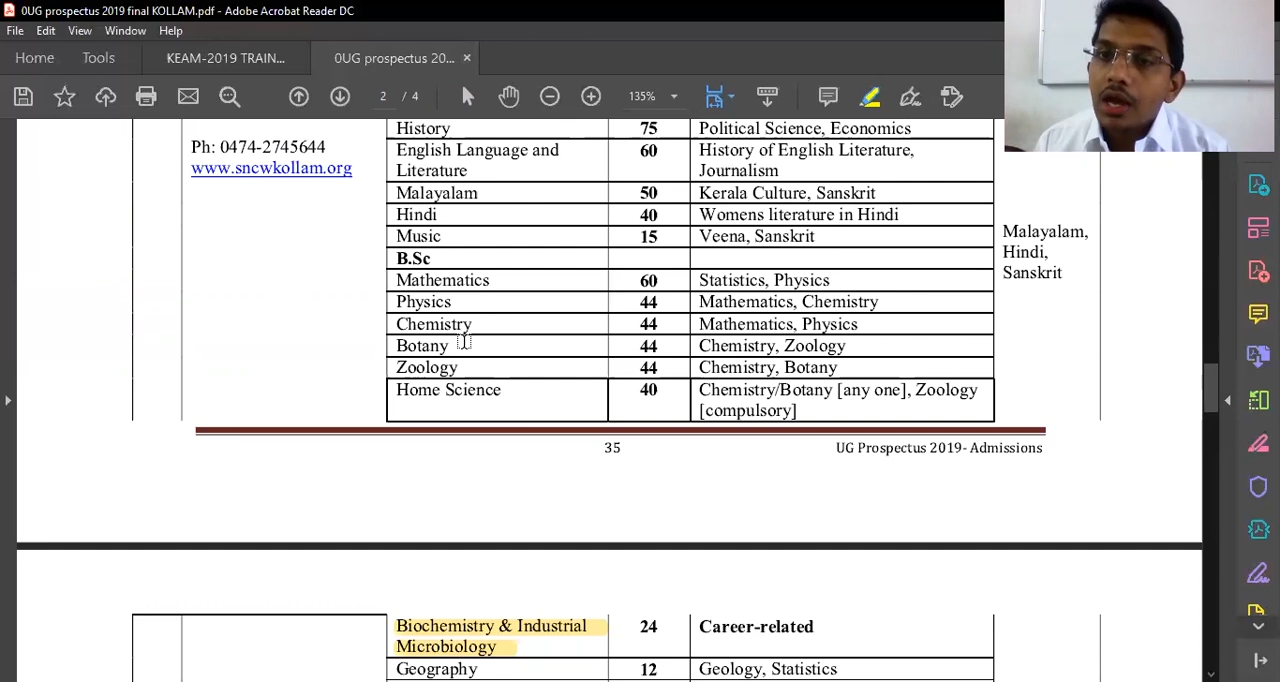 0UG prospectus 2019 final KOLLAM.pdf - Adobe Acrobat Reader DC
File Edit View Window Help
Home Tools KEAM-2019 TRAIN... 0UG prospectus 20... ×
2 / 4 135%
History 75 Political Science, Economics
Ph: 0474-2745644
www.sncwkollam.org
English Language and Literature 60 History of English Literature, Journalism
Malayalam 50 Kerala Culture, Sanskrit
Hindi 40 Womens literature in Hindi
Music 15 Veena, Sanskrit
Malayalam,
Hindi,
Sanskrit
B.Sc
Mathematics 60 Statistics, Physics
Physics 44 Mathematics, Chemistry
Chemistry 44 Mathematics, Physics
Botany 44 Chemistry, Zoology
Zoology 44 Chemistry, Botany
Home Science 40 Chemistry/Botany [any one], Zoology
[compulsory]
35 UG Prospectus 2019- Admissions
Biochemistry & Industrial
Microbiology 24 Career-related
Geography 12 Geology, Statistics